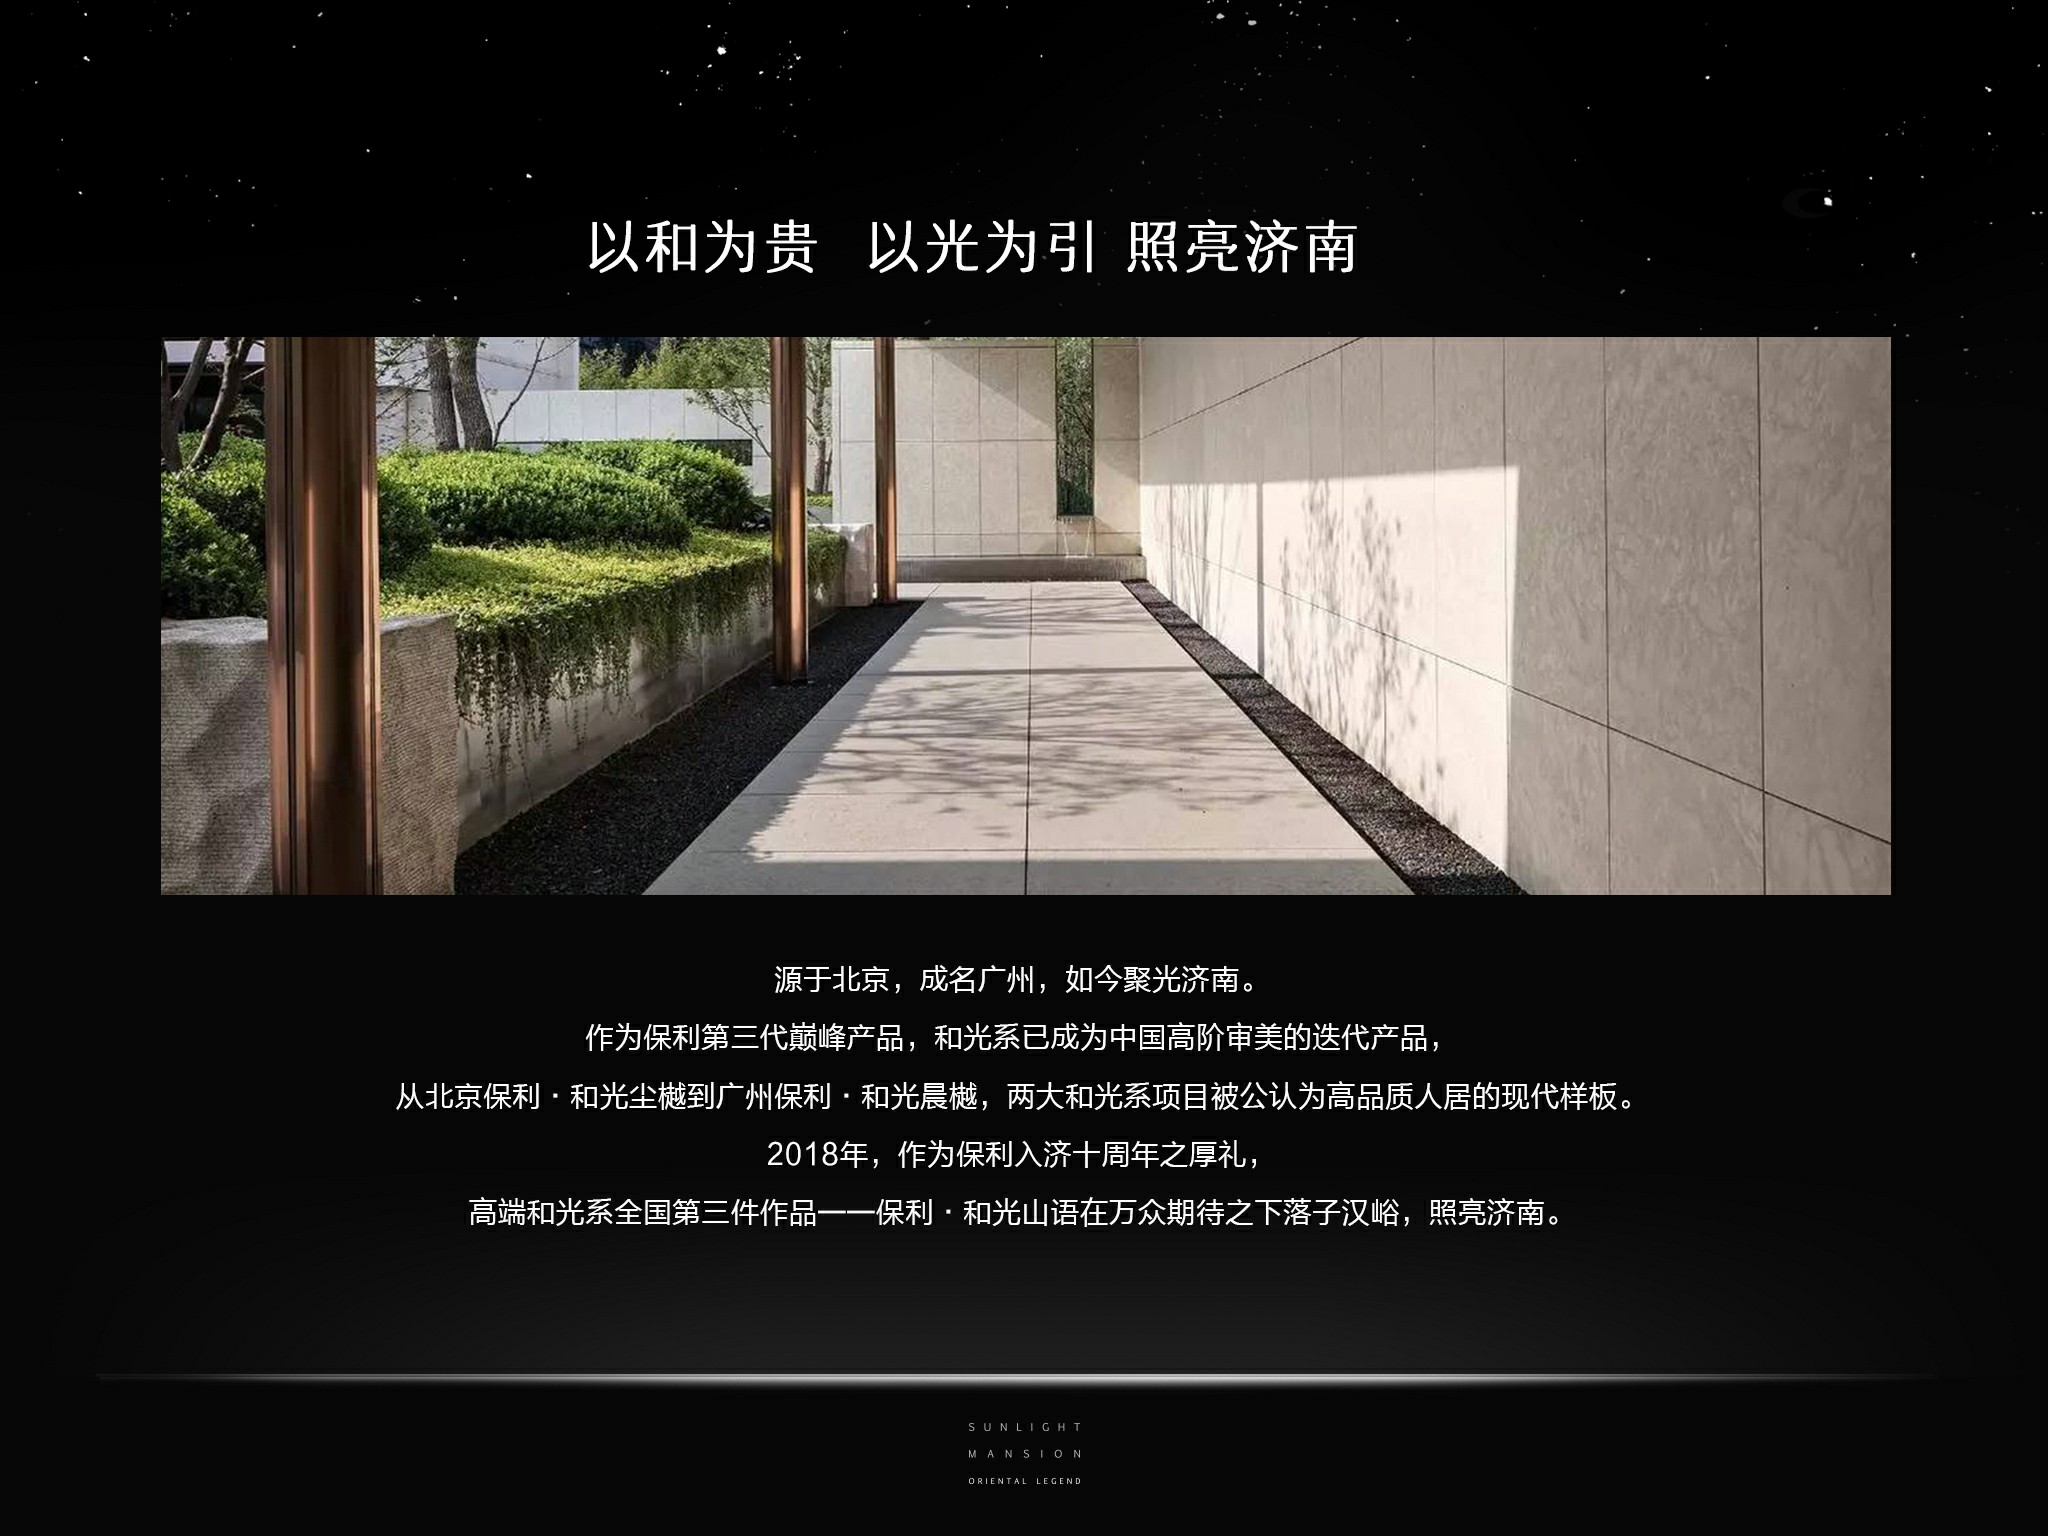 以和为贵 以光为引 照亮济南
源于北京，成名广州，如今聚光济南。
作为保利第三代巅峰产品，和光系已成为中国高阶审美的迭代产品，
从北京保利·和光尘樾到广州保利·和光晨樾，两大和光系项目被公认为高品质人居的现代样板。
2018年，作为保利入济十周年之厚礼，
高端和光系全国第三件作品——保利·和光山语在万众期待之下落子汉峪，照亮济南。
SUNLIGHT
MANSION
ORIENTAL LEGEND